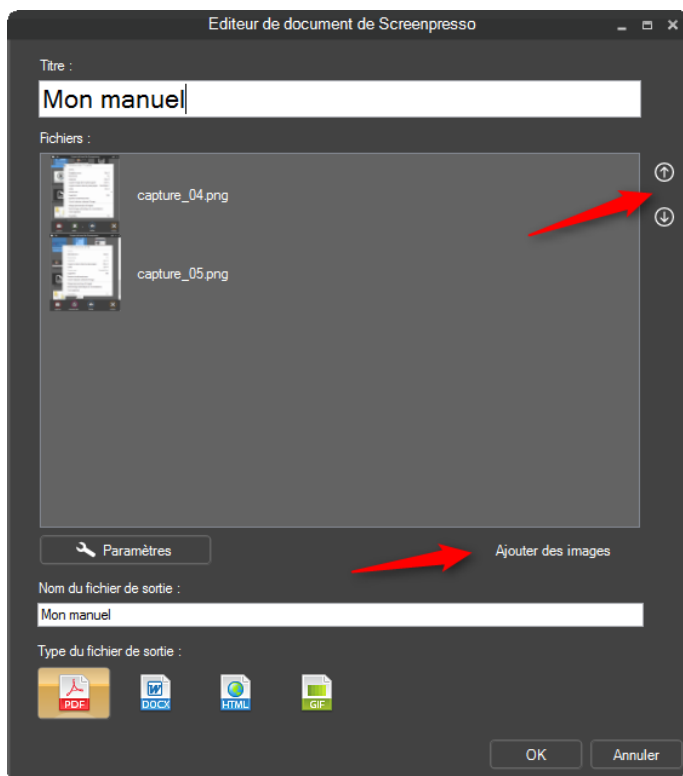 Editeur de document de Screenpresso
Titre :
Mon manuel
Fichiers :
capture_04.png
capture_05.png
Paramètres
Ajouter des images
Nom du fichier de sortie :
Mon manuel
Type du fichier de sortie :
PDF DOCX HTML GIF
OK Annuler